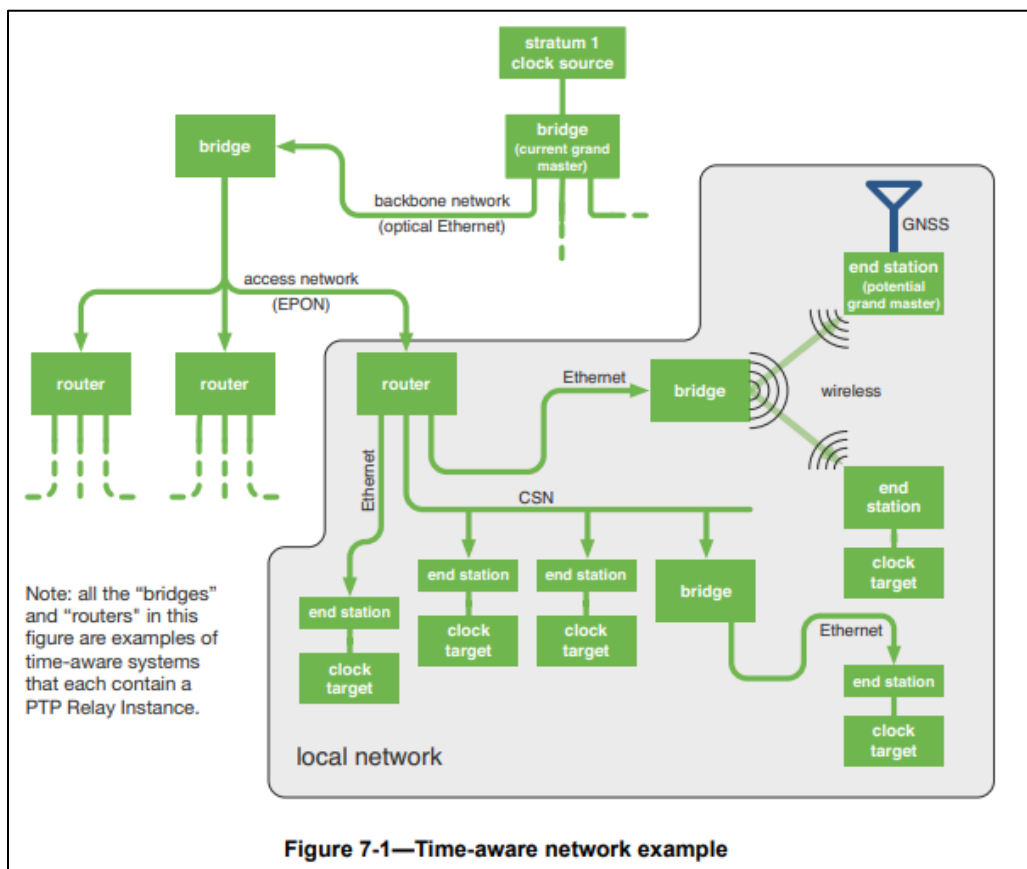 stratum 1
clock source
bridge
(current grand
master)
bridge
backbone network
(optical Ethernet)
GNSS
end station
(potential
grand master)
access network
(EPON)
router
router
router
Ethernet
bridge
wireless
Ethernet
CSN
end
station
clock
target
end station
clock
target
end station
clock
target
bridge
end station
clock
target
Ethernet
end station
clock
target
Note: all the “bridges”
and “routers" in this
figure are examples of
time-aware systems
that each contain a
PTP Relay Instance.
local network
Figure 7-1—Time-aware network example